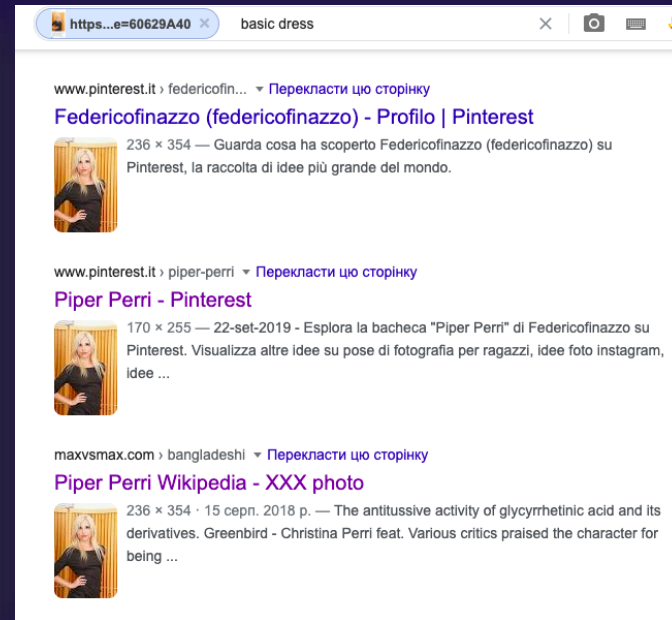 https...e=60629A40 × basic dress
www.pinterest.it › federicofin... Перекласти цю сторінку
Federicofinazzo (federicofinazzo) - Profilo | Pinterest
236 × 354 — Guarda cosa ha scoperto Federicofinazzo (federicofinazzo) su
Pinterest, la raccolta di idee più grande del mondo.
www.pinterest.it › piper-perri Перекласти цю сторінку
Piper Perri - Pinterest
170 × 255 — 22-set-2019 - Esplora la bacheca "Piper Perri" di Federicofinazzo su
Pinterest. Visualizza altre idee su pose di fotografia per ragazzi, idee foto instagram,
idee ...
maxvsmax.com › bangladeshi Перекласти цю сторінку
Piper Perri Wikipedia - XXX photo
236 × 354 · 15 серп. 2018 р. — The antitussive activity of glycyrrhetinic acid and its
derivatives. Greenbird - Christina Perri feat. Various critics praised the character for
being ...